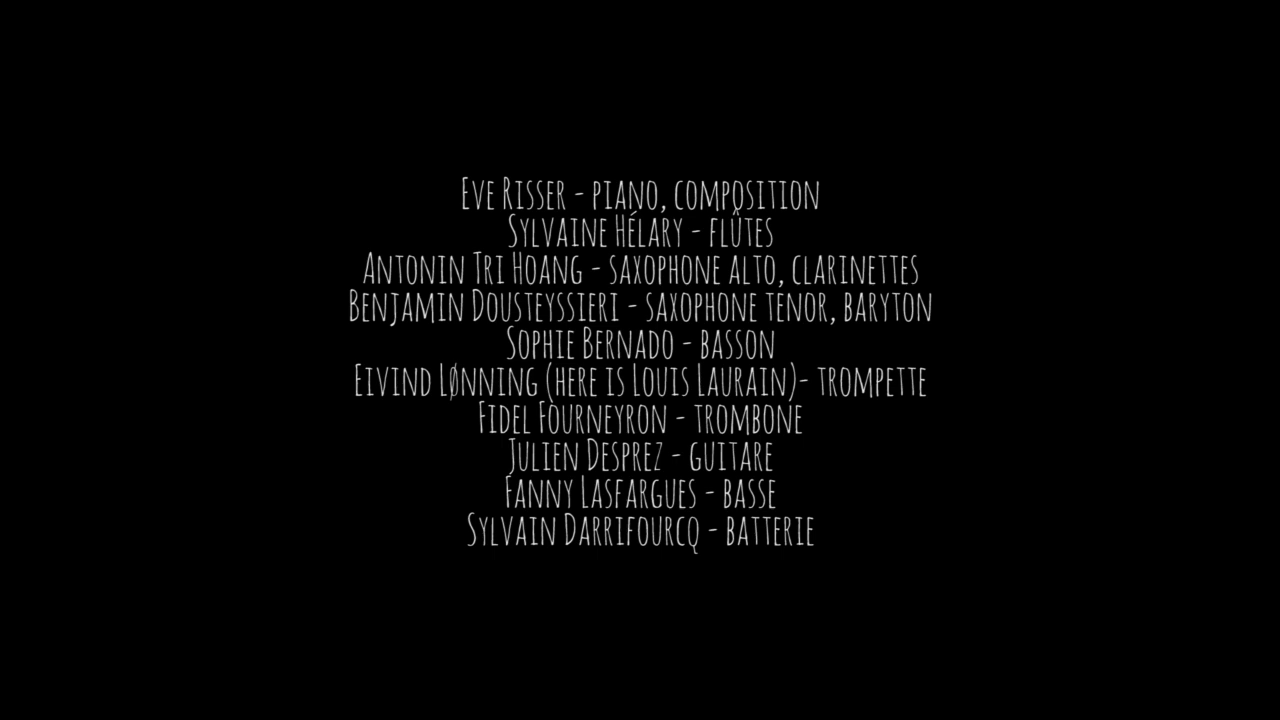 Eve Risser - piano, composition
Sylvaine Hélary - flûtes
Antonin Tri Hoang - saxophone alto, clarinettes
Benjamin Dousteyssieri - saxophone tenor, baryton
Sophie Bernado - basson
Eivind Lønning (here is Louis Laurain)- trompette
Fidel Fourneyron - trombone
Julien Desprez - guitare
Fanny Lasfargues - basse
Sylvain Darrifourcq - batterie